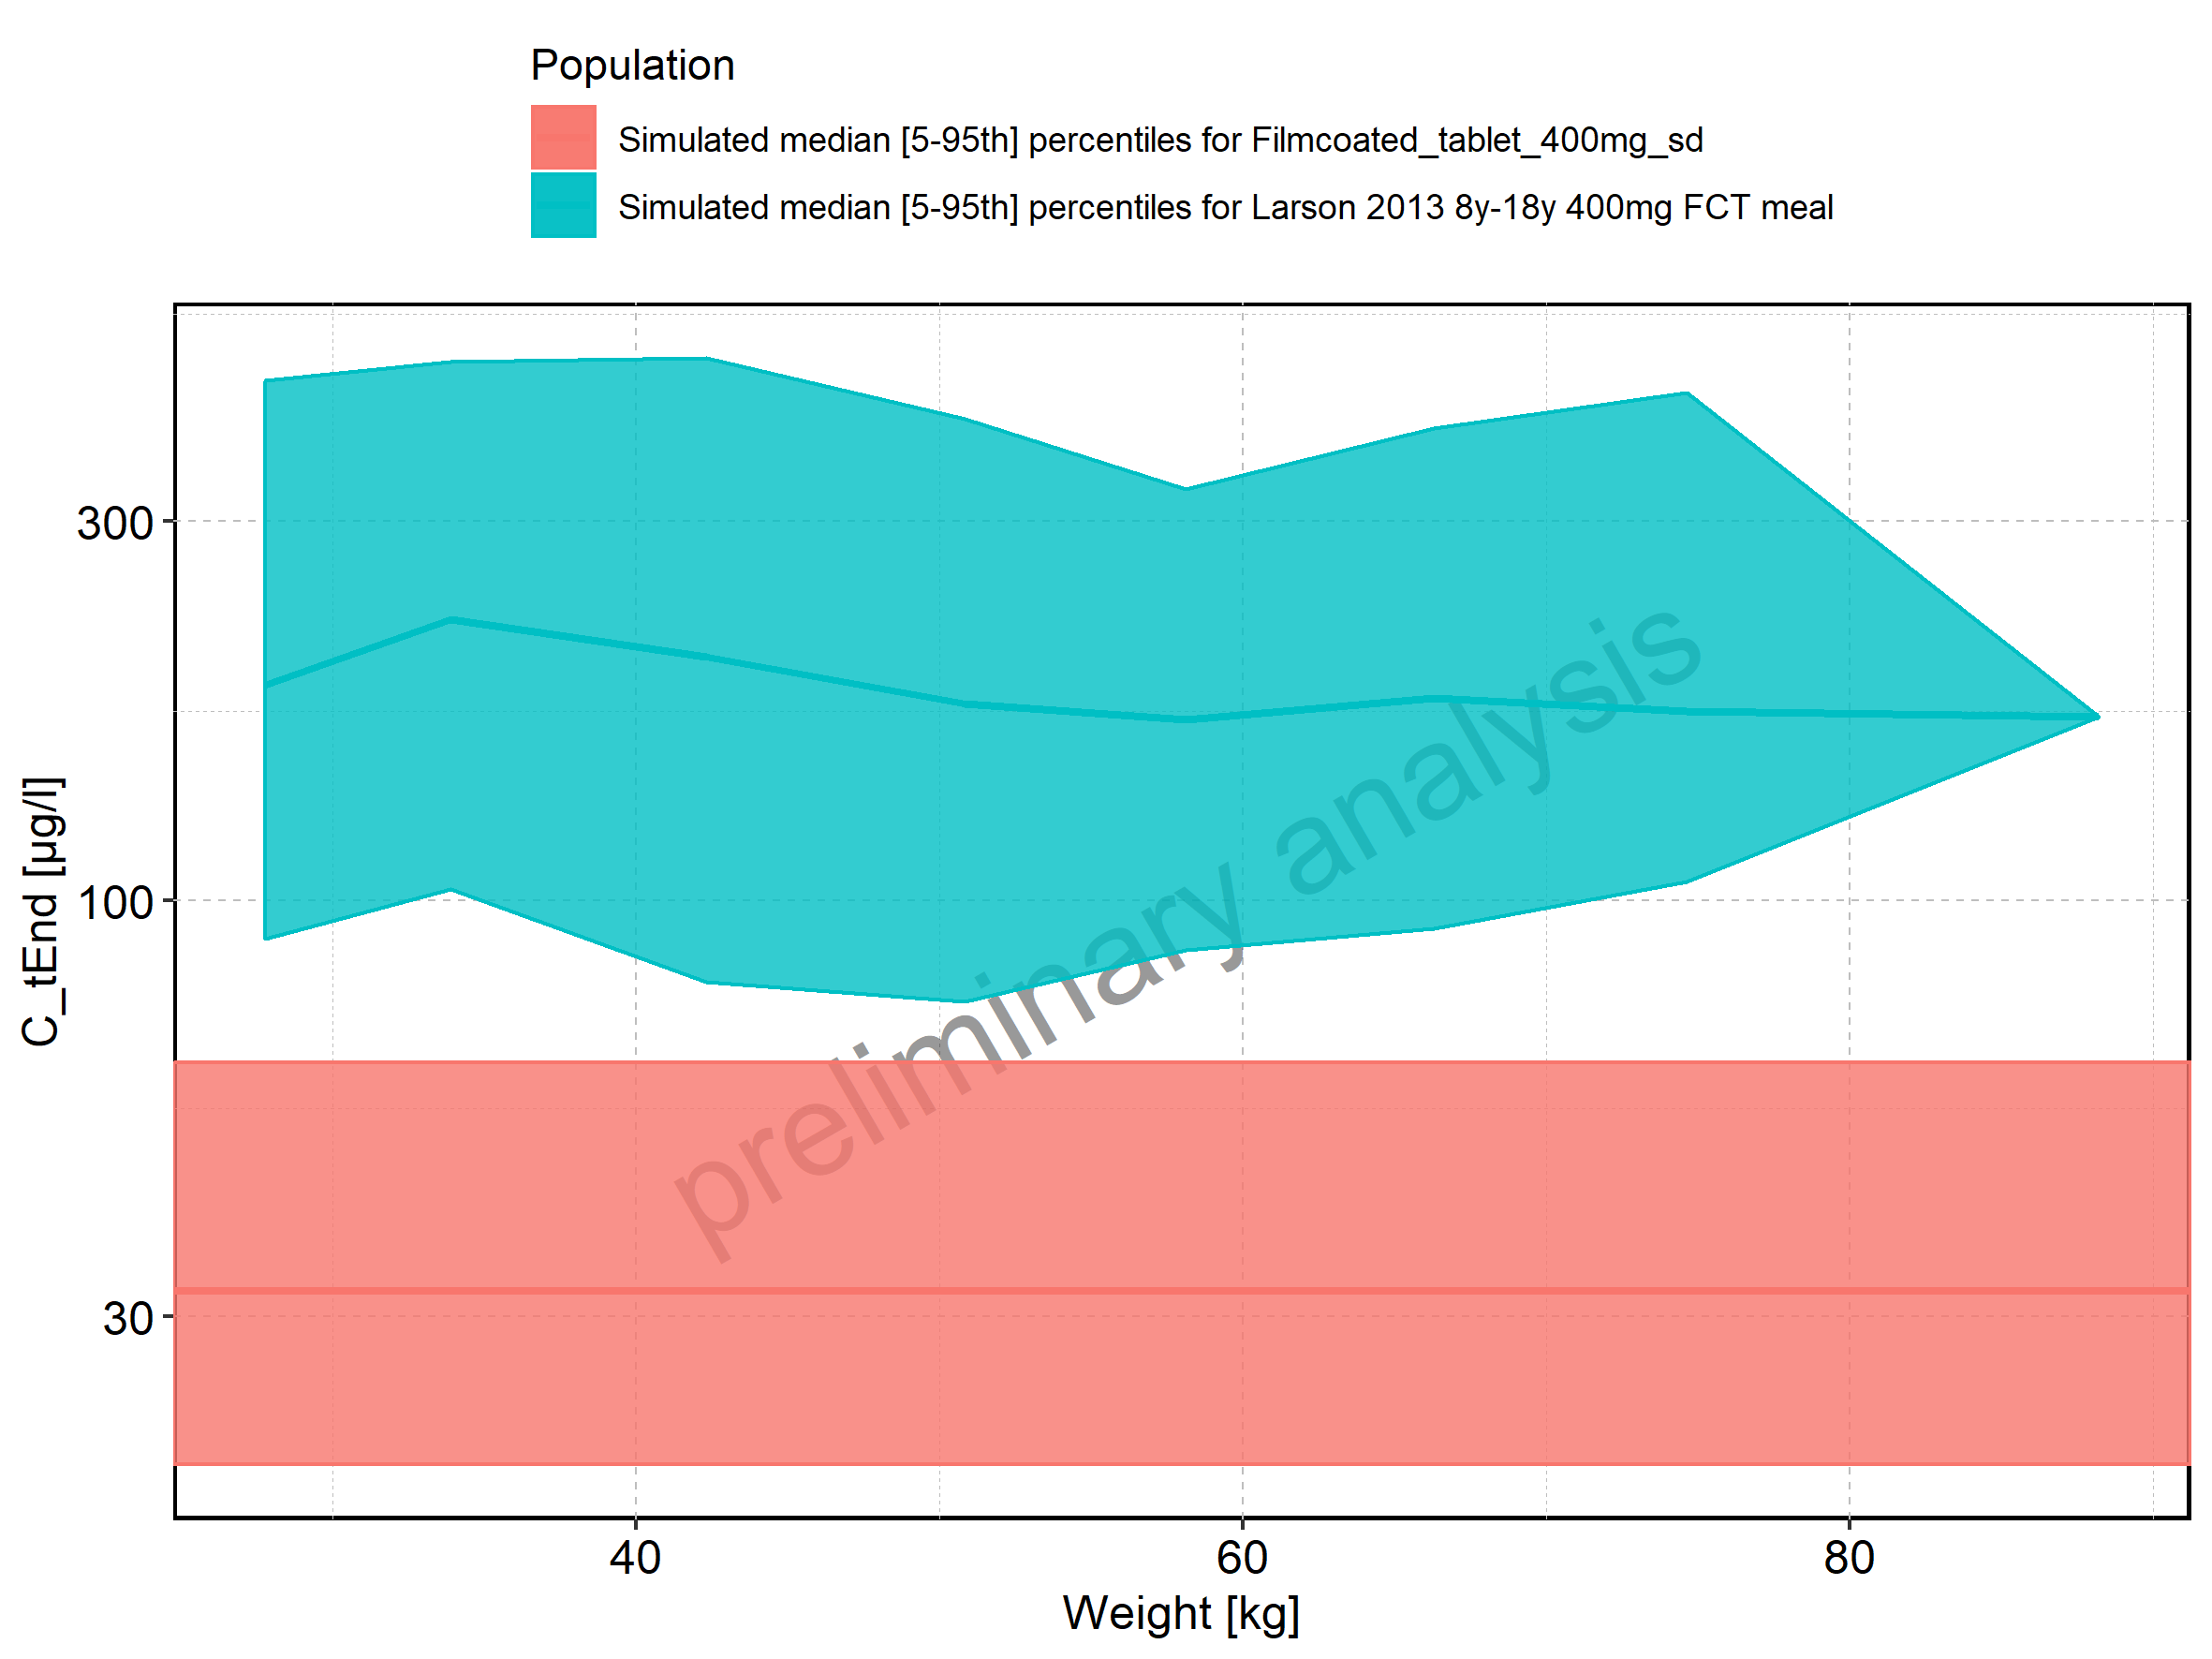 Population
Simulated median [5-95th] percentiles for Filmcoated_tablet_400mg_sd
Simulated median [5-95th] percentiles for Larson 2013 8y-18y 400mg FCT meal
300
100
30
C_tEnd [µg/l]
preliminary analysis
40
60
80
Weight [kg]